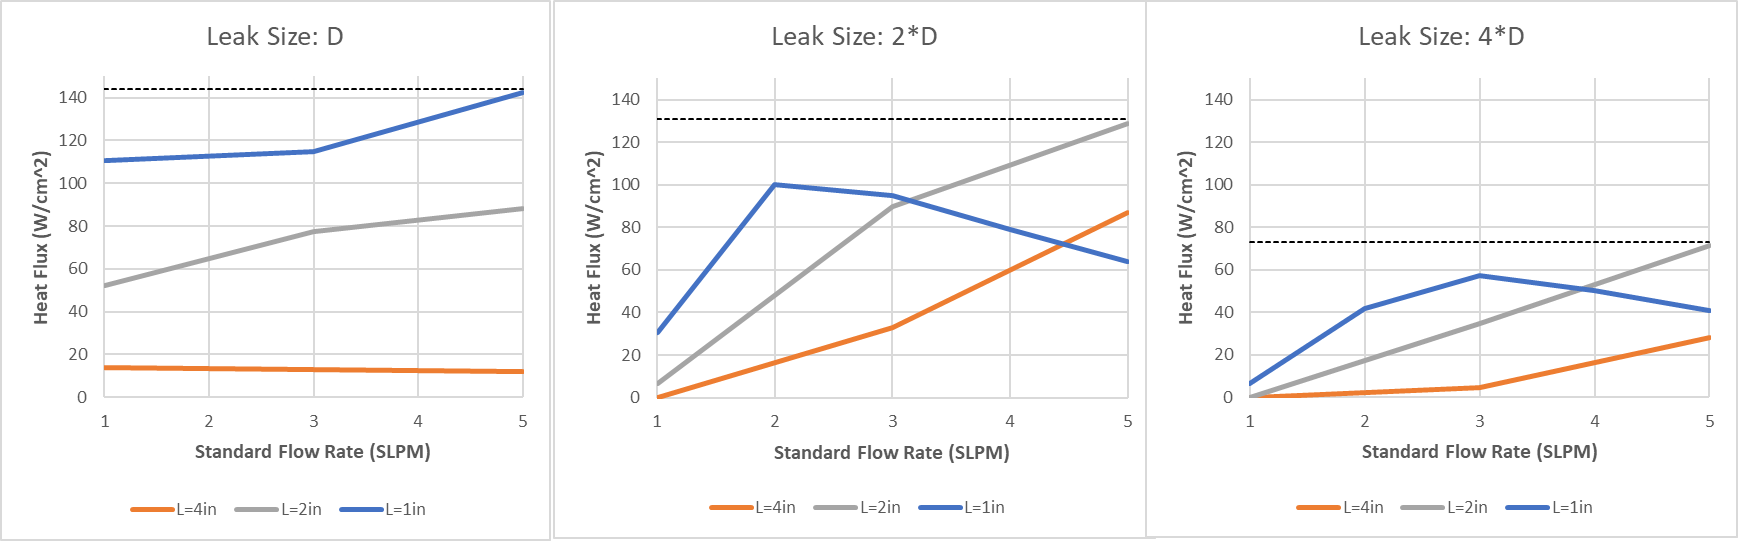 Leak Size: D
Heat Flux (W/cm^2)
140
120
100
80
60
40
20
0
1 2 3 4 5
Standard Flow Rate (SLPM)
L=4in L=2in L=1in
Leak Size: 2*D
Heat Flux (W/cm^2)
140
120
100
80
60
40
20
0
1 2 3 4 5
Standard Flow Rate (SLPM)
L=4in L=2in L=1in
Leak Size: 4*D
Heat Flux (W/cm^2)
140
120
100
80
60
40
20
0
1 2 3 4 5
Standard Flow Rate (SLPM)
L=4in L=2in L=1in